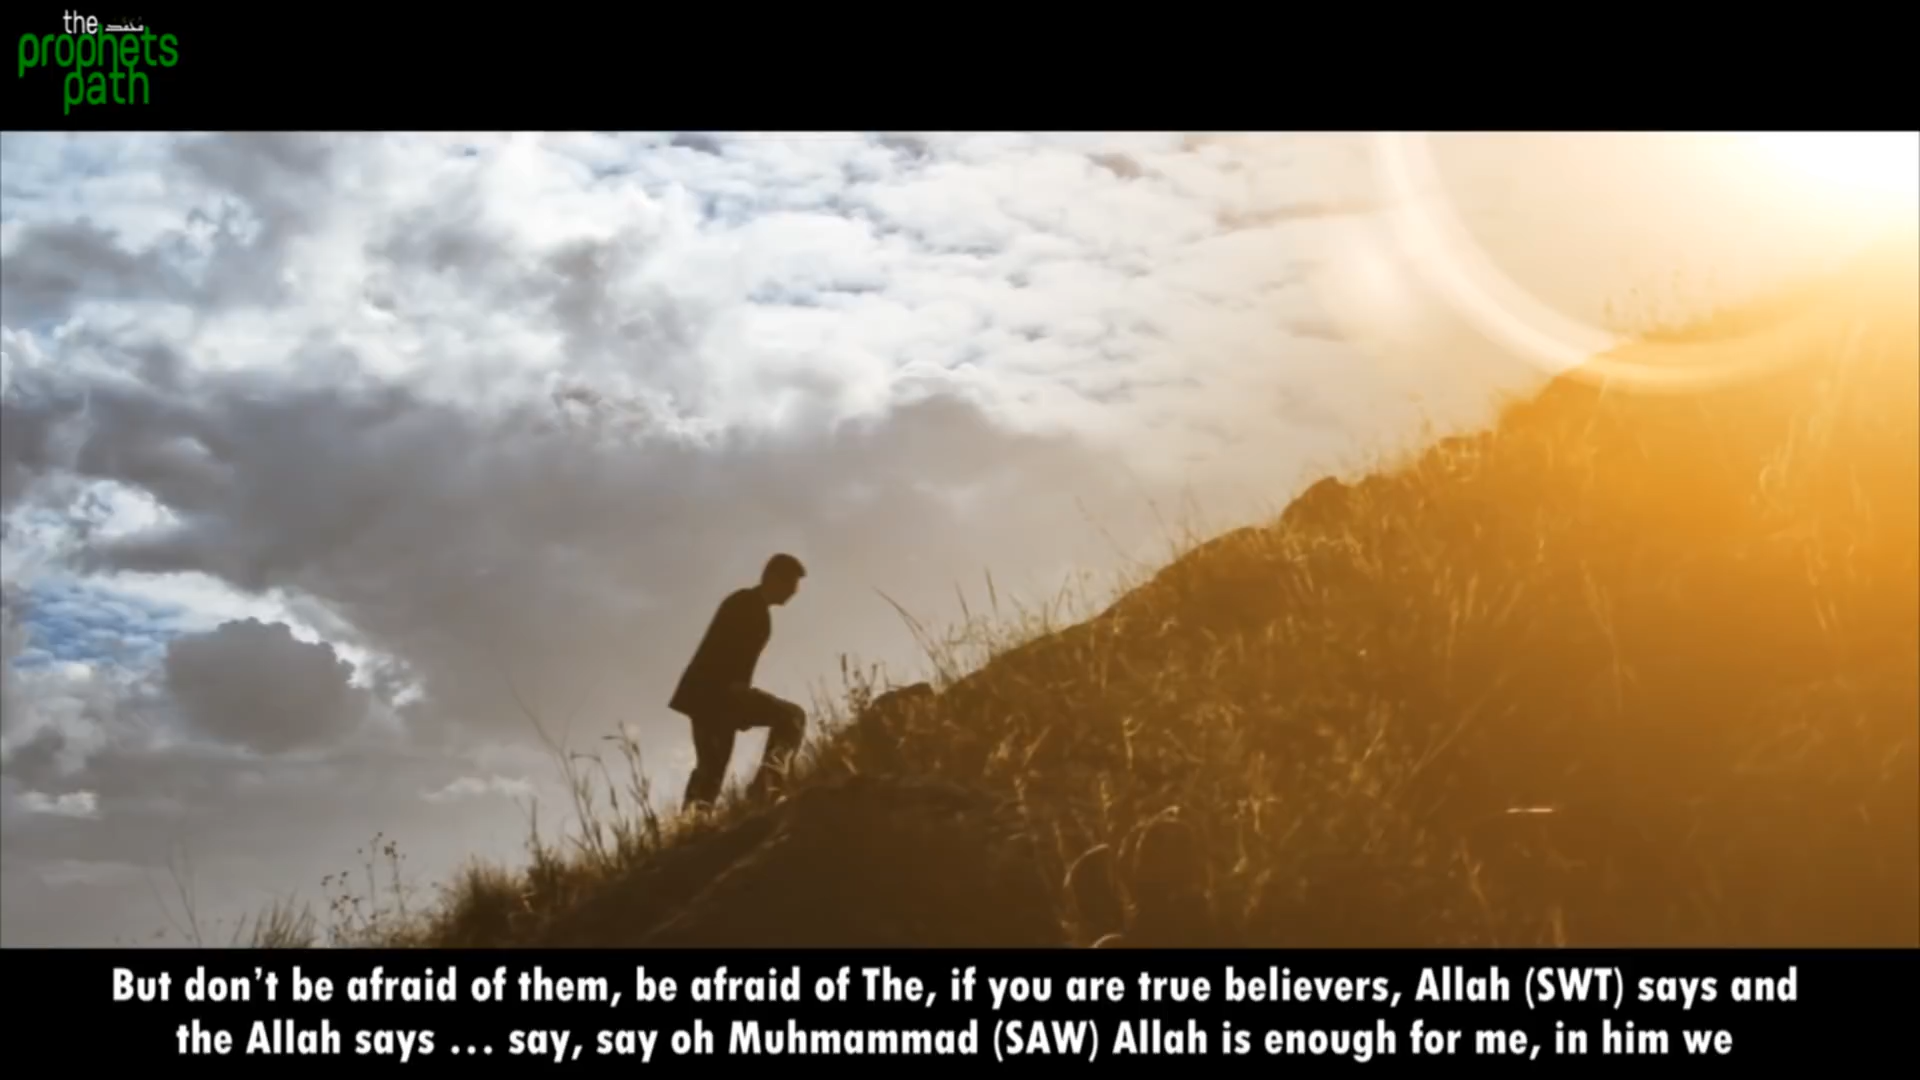 the محمد
prophets
path
But don't be afraid of them, be afraid of The, if you are true believers, Allah (SWT) says and
the Allah says ... say, say oh Muhmammad (SAW) Allah is enough for me, in him we